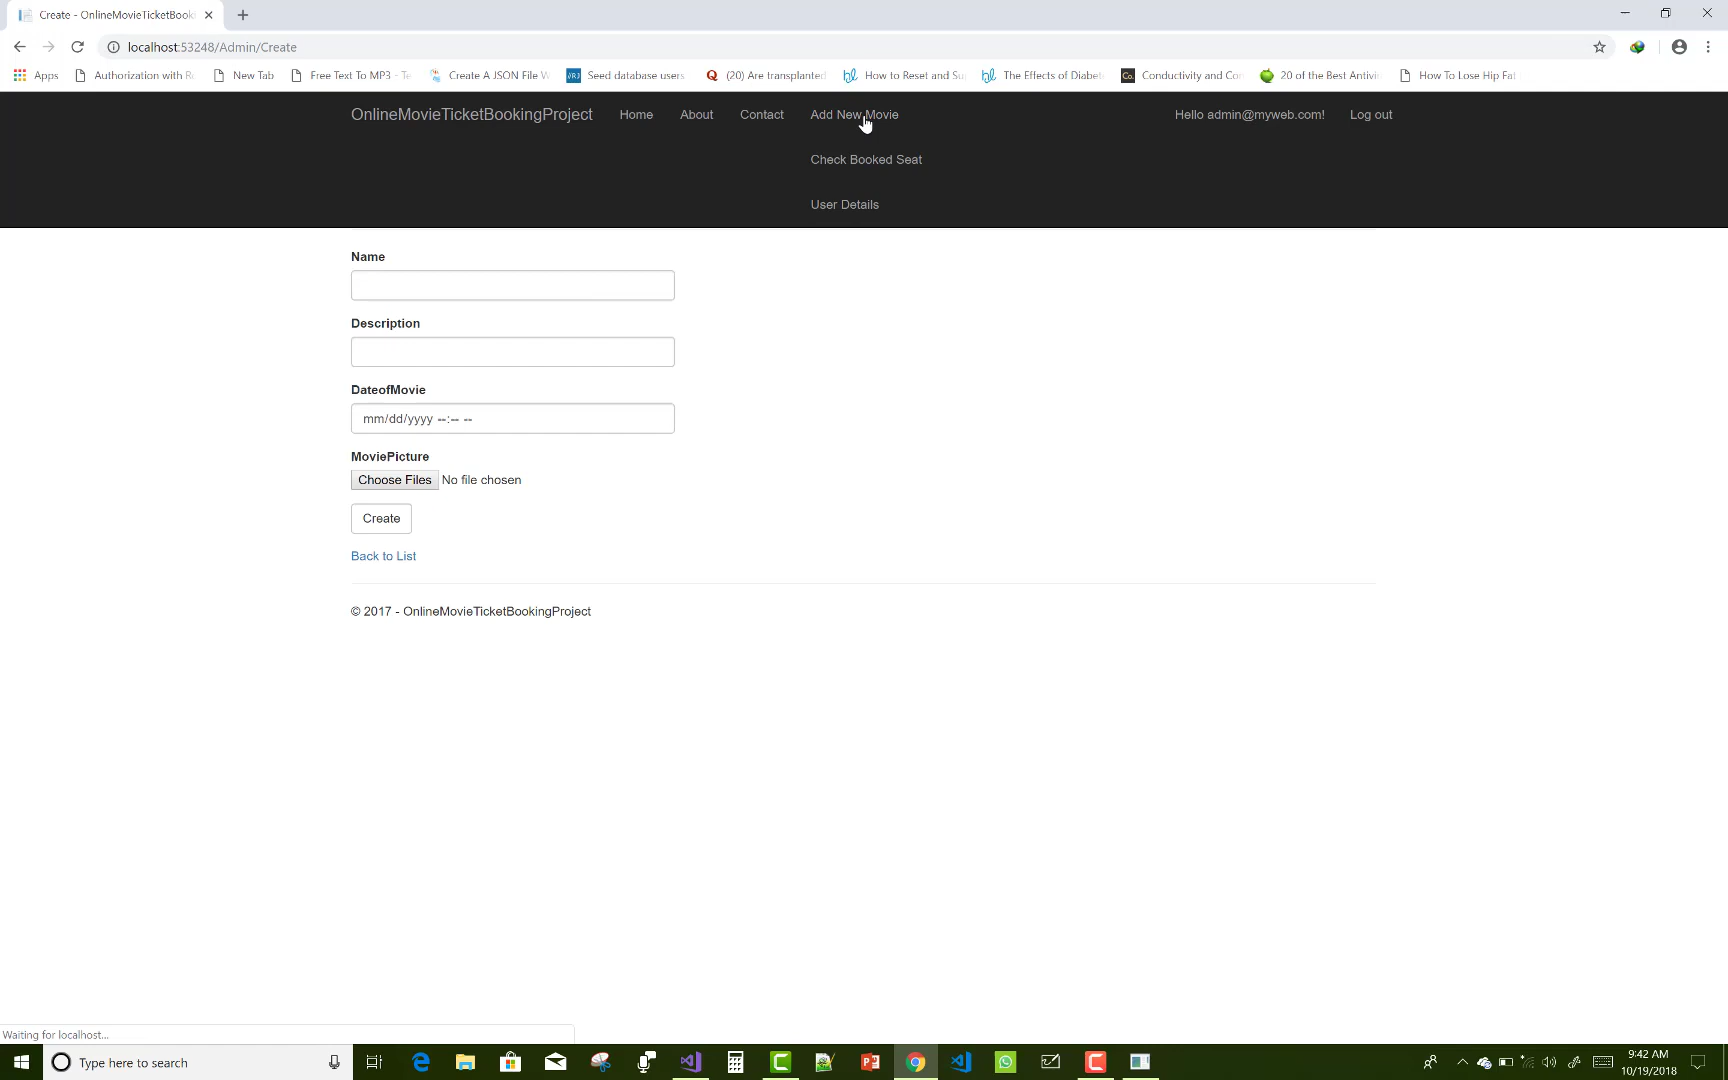 Create - OnlineMovieTicketBook
localhost:53248/Admin/Create
Apps Authorization with R New Tab Free Text To MP3 - Te Create A JSON File W Seed database users (20) Are transplanted How to Reset and Su The Effects of Diabet Conductivity and Con 20 of the Best Antivi How To Lose Hip Fat
OnlineMovieTicketBookingProject Home About Contact Add New Movie Hello admin@myweb.com! Log out
Check Booked Seat
User Details
Name
Description
DateofMovie
mm/dd/yyyy --:-- --
MoviePicture
Choose Files No file chosen
Create
Back to List
© 2017 - OnlineMovieTicketBookingProject
Waiting for localhost...
Type here to search
9:42 AM
10/19/2018